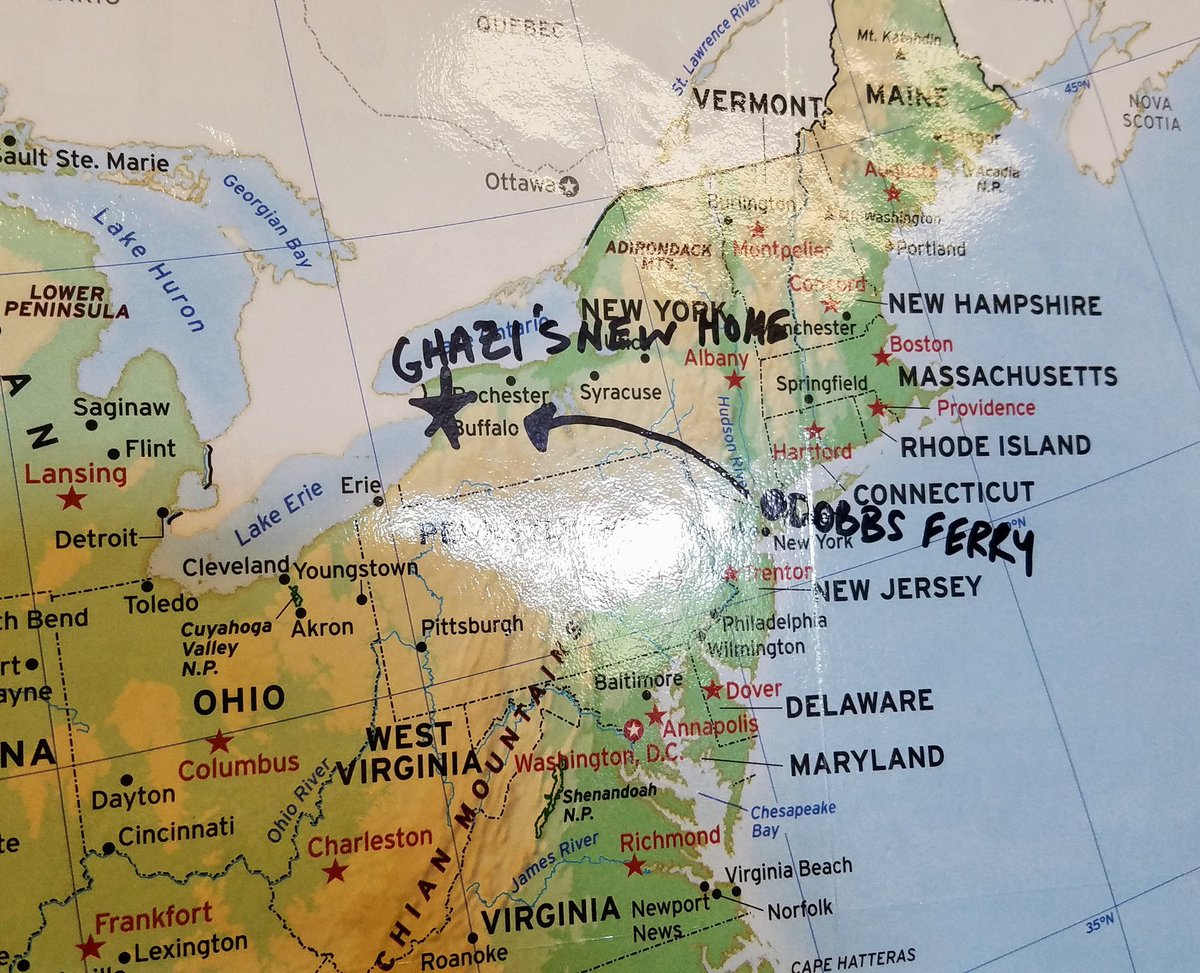 QUEBEC
St. Lawrence River
Mt. Katahdin
VERMONT
MAINE
45°N
NOVA
SCOTIA
Sault Ste. Marie
Ottawa
Georgian Bay
Acadia
N.P.
Augusta
Burlington
Mt. Washington
Lake Huron
ADIRONDACK
MTS.
Montpelier
Portland
Concord
LOWER
PENINSULA
NEW YORK
NEW HAMPSHIRE
GHAZI'S NEW HOME
Albany
Boston
MASSACHUSETTS
Rochester
Syracuse
Springfield
Saginaw
Buffalo
Providence
Flint
Hudson River
RHODE ISLAND
Lansing
Hartford
Erie
CONNECTICUT
Lake Erie
DOBBS FERRY
Detroit
New York
Cleveland
Youngstown
Trenton
NEW JERSEY
Toledo
Philadelphia
Cuyahoga
Valley
N.P.
Akron
Pittsburgh
Wilmington
Baltimore
Dover
OHIO
DELAWARE
Annapolis
WEST
VIRGINIA
Washington, D.C.
MARYLAND
Columbus
Dayton
Shenandoah
N.P.
Chesapeake
Bay
Ohio River
Cincinnati
Charleston
James River
Richmond
Virginia Beach
Frankfort
VIRGINIA
Newport
News
Norfolk
Lexington
Roanoke
35°N
CAPE HATTERAS